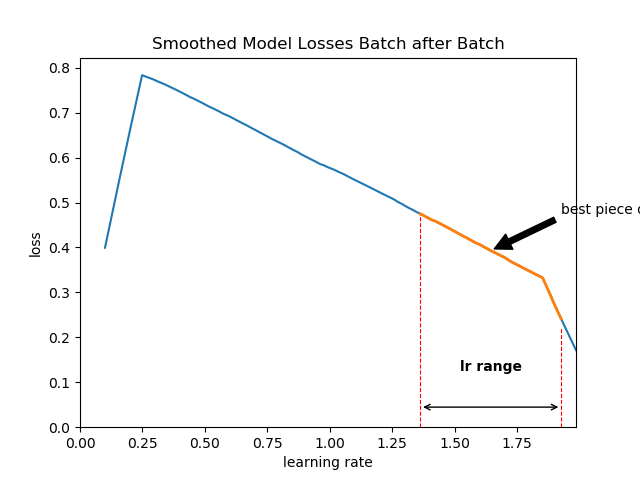 Smoothed Model Losses Batch after Batch
0.8
0.7
0.6
0.5
0.4
0.3
0.2
0.1
0.0
loss
best piece
lr range
0.00 0.25 0.50 0.75 1.00 1.25 1.50 1.75
learning rate